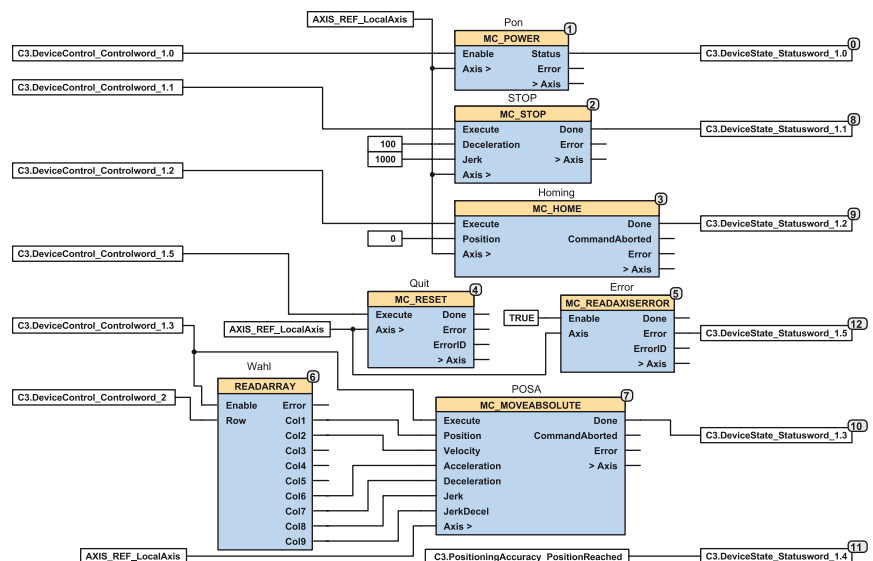 AXIS_REF_LocalAxis
Pon
1
MC_POWER
0
C3.DeviceControl_Controlword_1.0
Enable Status
C3.DeviceState_Statusword_1.0
Axis > Error
> Axis
C3.DeviceControl_Controlword_1.1
STOP
2
MC_STOP
8
Execute Done
C3.DeviceState_Statusword_1.1
100
Deceleration Error
1000
Jerk > Axis
Axis >
C3.DeviceControl_Controlword_1.2
Homing
3
MC_HOME
9
Execute Done
C3.DeviceState_Statusword_1.2
0
Position CommandAborted
Axis > Error
> Axis
C3.DeviceControl_Controlword_1.5
Quit
4
MC_RESET
Execute Done
AXIS_REF_LocalAxis
Axis > Error
ErrorID
> Axis
Error
5
MC_READAXISERROR
TRUE
Enable Done
12
Axis Error
C3.DeviceState_Statusword_1.5
ErrorID
> Axis
C3.DeviceControl_Controlword_1.3
Wahl
6
READARRAY
C3.DeviceControl_Controlword_2
Enable Error
Row Col1
Col2
Col3
Col4
Col5
Col6
Col7
Col8
Col9
POSA
7
MC_MOVEABSOLUTE
Execute Done
10
Position CommandAborted
C3.DeviceState_Statusword_1.3
Velocity Error
Acceleration > Axis
Deceleration
Jerk
JerkDecel
Axis >
AXIS_REF_LocalAxis
11
C3.PositioningAccuracy_PositionReached
C3.DeviceState_Statusword_1.4